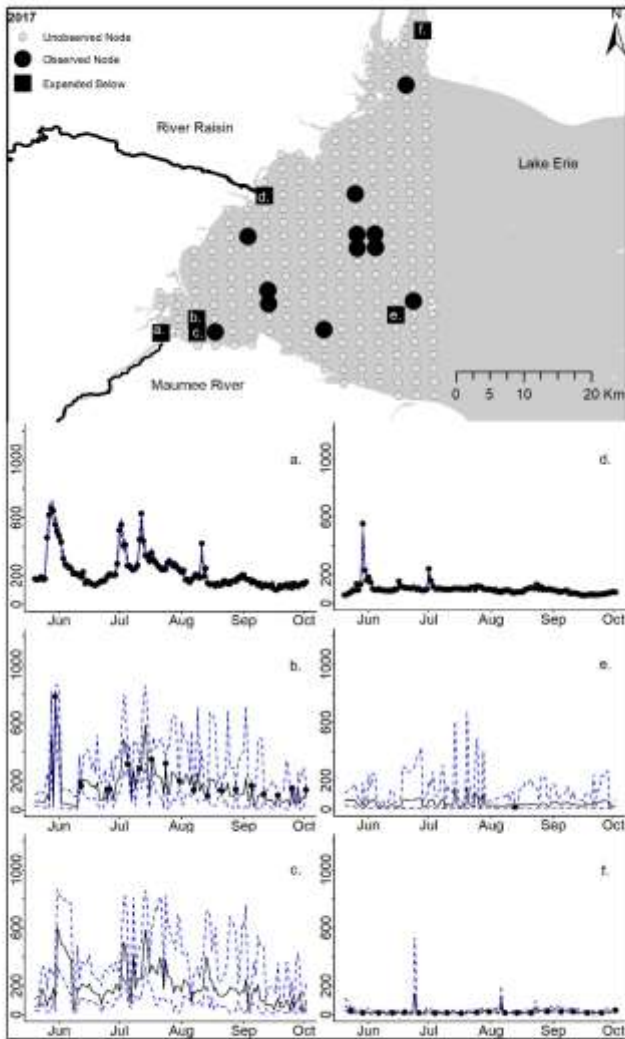 2017
Unobserved Node
Observed Node
Expanded Below
N
River Raisin
Lake Erie
Maumee River
a.
b.
c.
d.
e.
f.
0 5 10 20 Km
a.
0 200 600 1000
Jun Jul Aug Sep Oct
d.
0 200 600 1000
Jun Jul Aug Sep Oct
b.
0 200 600 1000
Jun Jul Aug Sep Oct
e.
0 200 600 1000
Jun Jul Aug Sep Oct
c.
0 200 600 1000
Jun Jul Aug Sep Oct
f.
0 200 600 1000
Jun Jul Aug Sep Oct